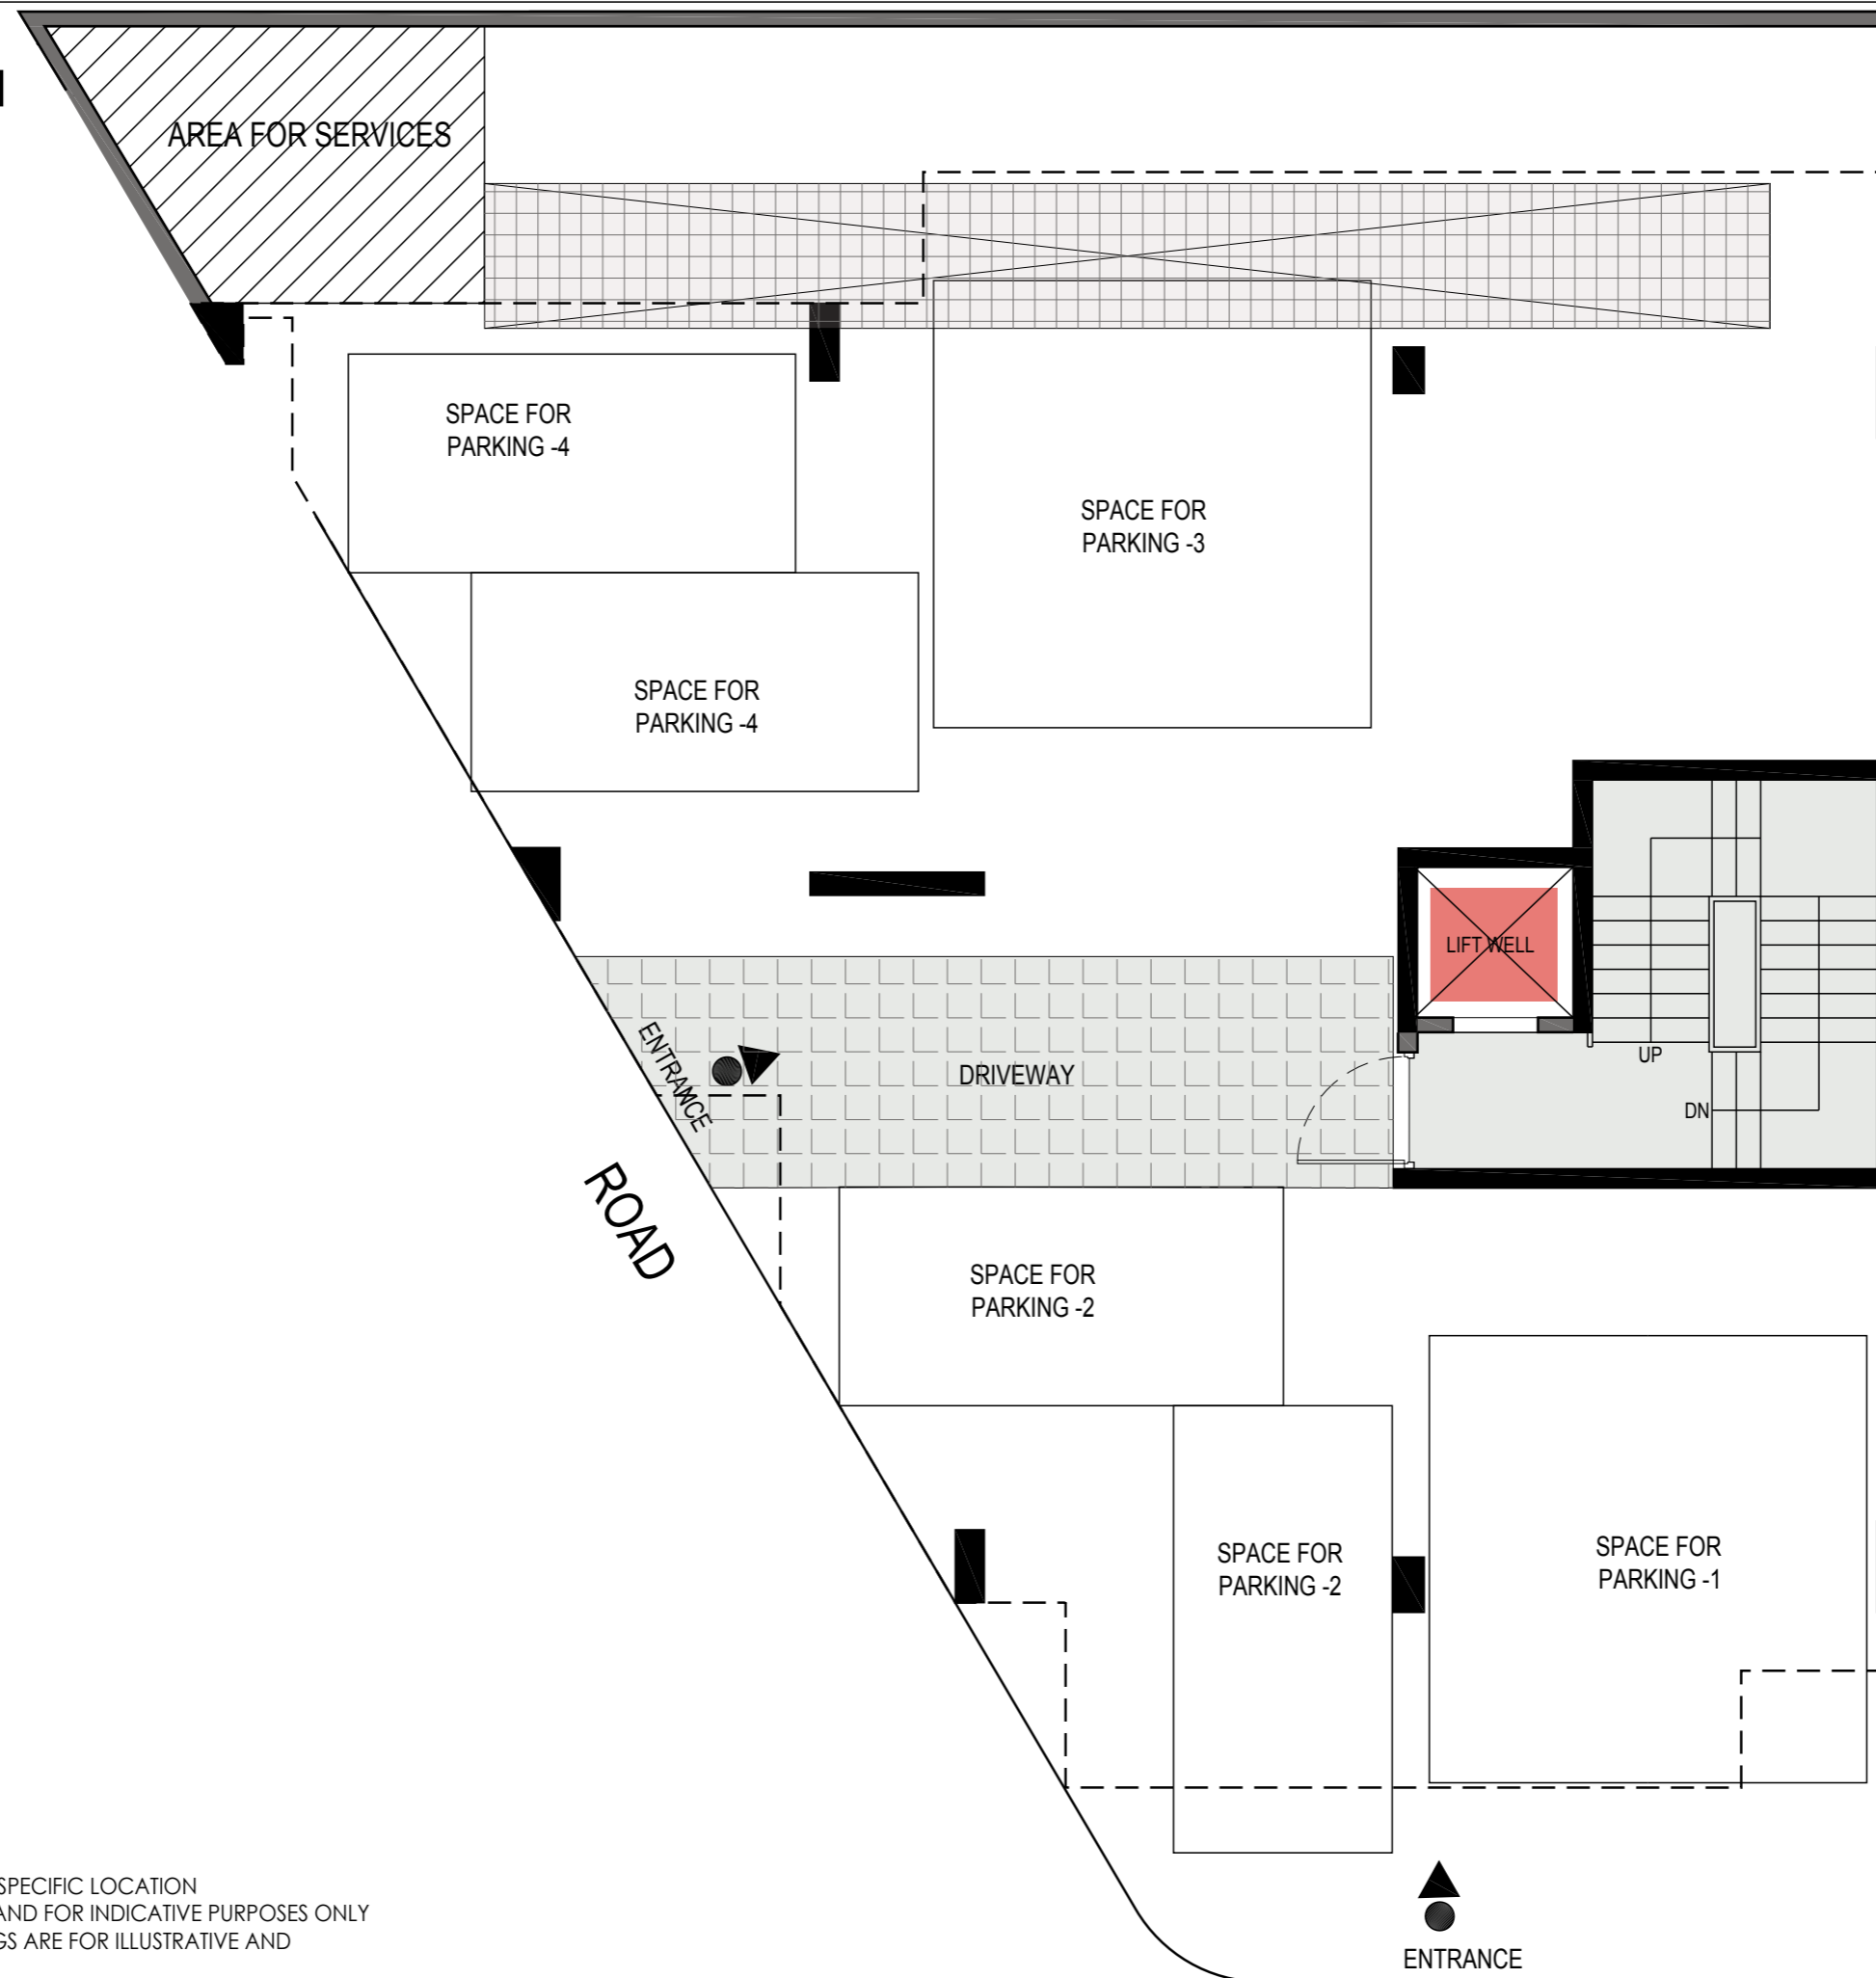 AREA FOR SERVICES
SPACE FOR
PARKING -4
SPACE FOR
PARKING -3
SPACE FOR
PARKING -4
LIFT WELL
UP
ENTRANCE
DRIVEWAY
DN
ROAD
SPACE FOR
PARKING -2
SPACE FOR
PARKING -2
SPACE FOR
PARKING -1
SPECIFIC LOCATION
AND FOR INDICATIVE PURPOSES ONLY
GS ARE FOR ILLUSTRATIVE AND
ENTRANCE